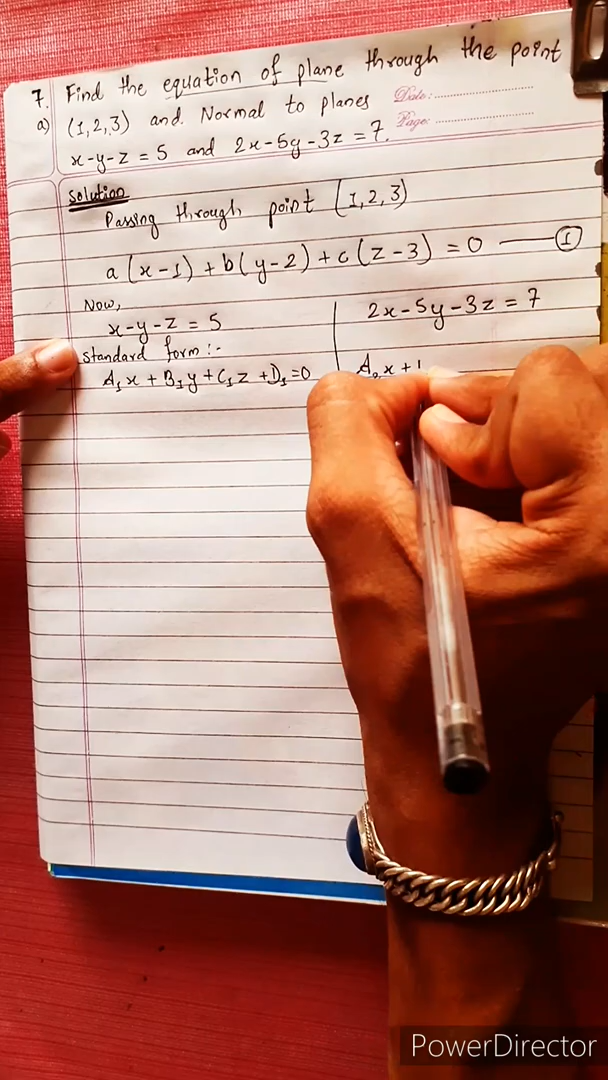 7. Find the equation of plane through the point
a) (1,2,3) and Normal to planes
Date:
x-y-z = 5 and 2x-5y-3z = 7.
Page:
Solution
Passing through point (1,2,3)
a(x-1) + b(y-2) + c(z-3) = 0 — ①
Now,
x-y-z = 5
2x-5y-3z = 7
standard form:-
A₁x + B₁y + C₁z + D₁ = 0
A₂x +
PowerDirector